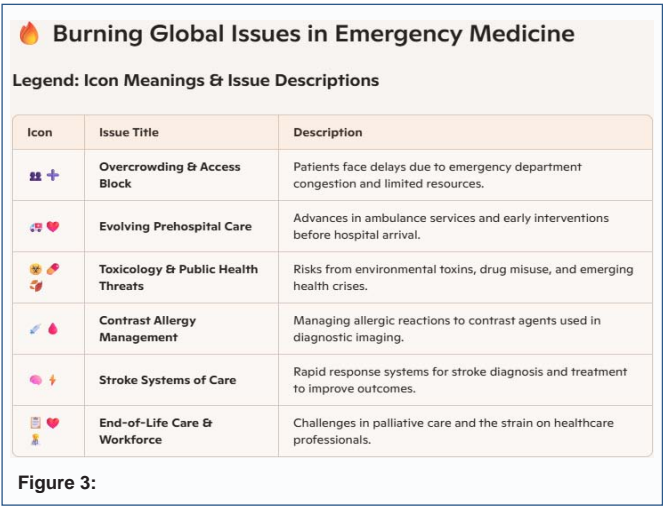 Burning Global Issues in Emergency Medicine
Legend: Icon Meanings & Issue Descriptions
Icon Issue Title Description
Overcrowding & Access
Block
Patients face delays due to emergency department
congestion and limited resources.
Evolving Prehospital Care
Advances in ambulance services and early interventions
before hospital arrival.
Toxicology & Public Health
Threats
Risks from environmental toxins, drug misuse, and emerging
health crises.
Contrast Allergy
Management
Managing allergic reactions to contrast agents used in
diagnostic imaging.
Stroke Systems of Care
Rapid response systems for stroke diagnosis and treatment
to improve outcomes.
End-of-Life Care &
Workforce
Challenges in palliative care and the strain on healthcare
professionals.
Figure 3: